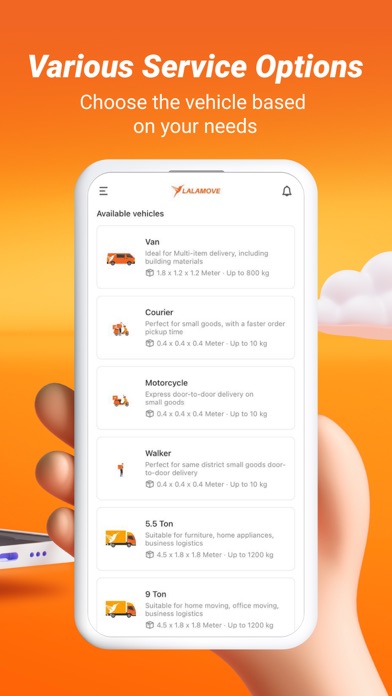 Various Service Options
Choose the vehicle based
on your needs
LALAMOVE
Available vehicles
Van
Ideal for Multi-item delivery, including
building materials
1.8 x 1.2 x 1.2 Meter · Up to 800 kg
Courier
Perfect for small goods, with a faster order
pickup time
0.4 x 0.4 x 0.4 Meter · Up to 10 kg
Motorcycle
Express door-to-door delivery on
small goods
0.4 x 0.4 x 0.4 Meter · Up to 10 kg
Walker
Perfect for same district small goods door-
to-door delivery
0.4 x 0.4 x 0.4 Meter · Up to 10 kg
5.5 Ton
Suitable for furniture, home appliances,
business logistics
4.5 x 1.8 x 1.8 Meter · Up to 1200 kg
9 Ton
Suitable for home moving, office moving,
business logistics
4.5 x 1.8 x 1.8 Meter · Up to 1200 kg